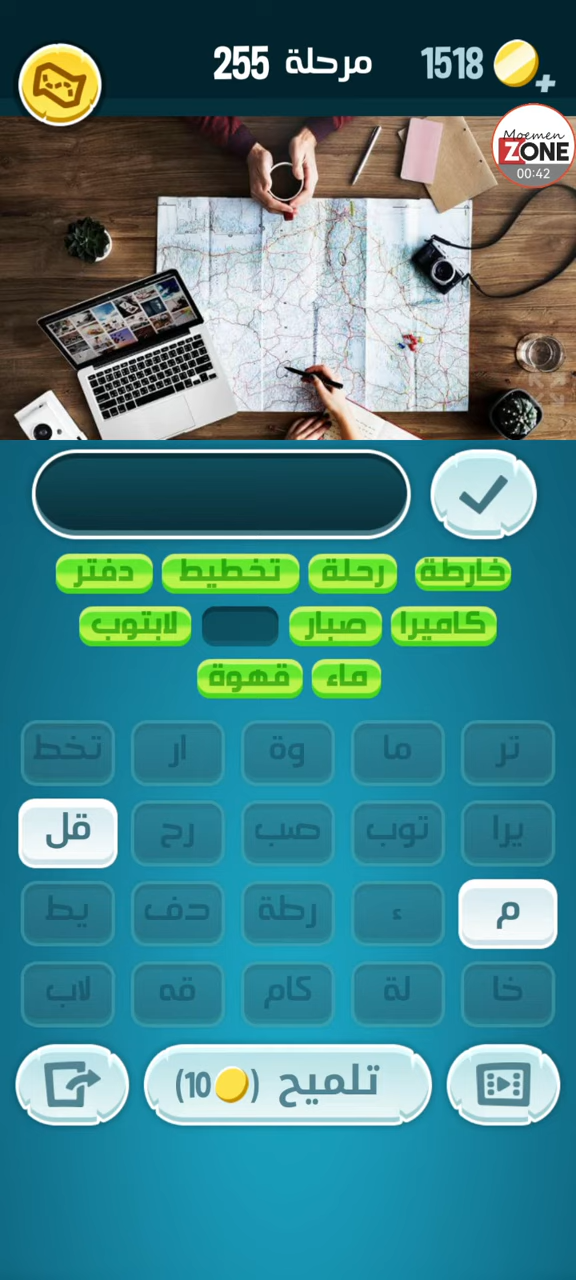 مرحلة 255
1518
Moemen
ZONE
00:42
خارطة رحلة تخطيط دفتر
كاميرا صبار لابتوب
ماء قهوة
تر ما وة ار تخط
يرا توب صب رح قل
م ء رطة دف يط
خا لة كام قه لاب
تلميح (10)